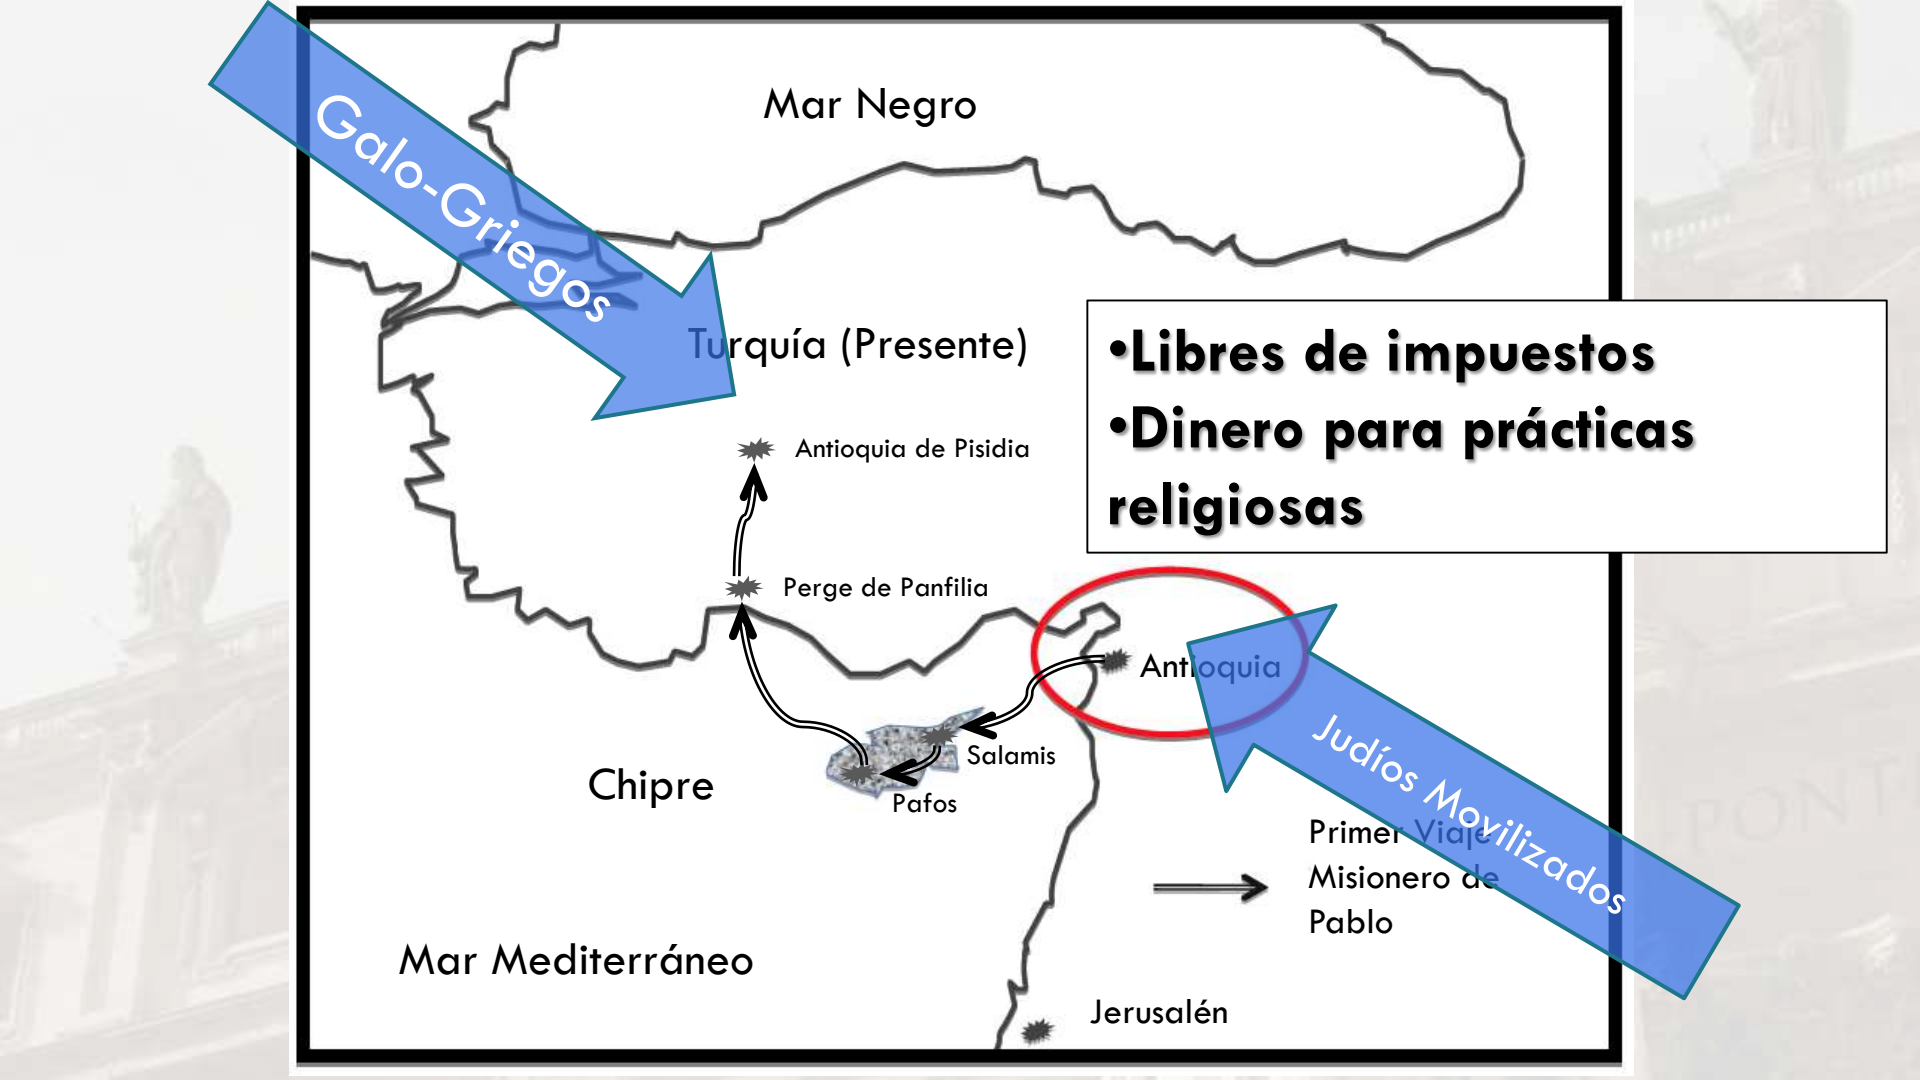 Mar Negro
Galo-Griegos
Turquía (Presente)
•Libres de impuestos
•Dinero para prácticas
religiosas
Antioquia de Pisidia
Perge de Panfilia
Antioquia
Judíos Movilizados
Salamis
Chipre
Pafos
Primer Viaje
Misionero de
Pablo
Mar Mediterráneo
Jerusalén
PONT